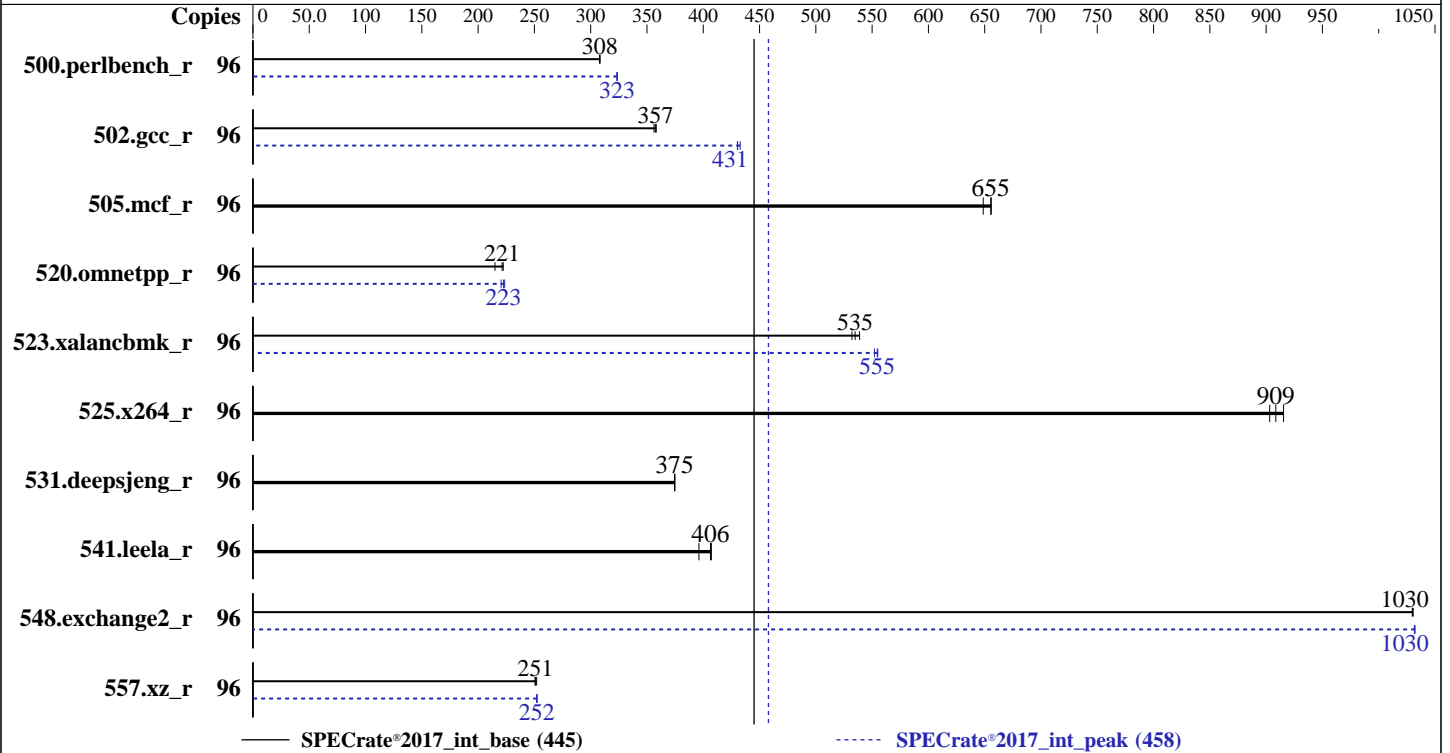 Copies 0 50.0 100 150 200 250 300 350 400 450 500 550 600 650 700 750 800 850 900 950 1050
308
500.perlbench_r 96
323
357
502.gcc_r 96
431
655
505.mcf_r 96
221
520.omnetpp_r 96
223
535
523.xalancbmk_r 96
555
909
525.x264_r 96
375
531.deepsjeng_r 96
406
541.leela_r 96
1030
548.exchange2_r 96
1030
251
557.xz_r 96
252
SPECrate®2017_int_base (445) SPECrate®2017_int_peak (458)